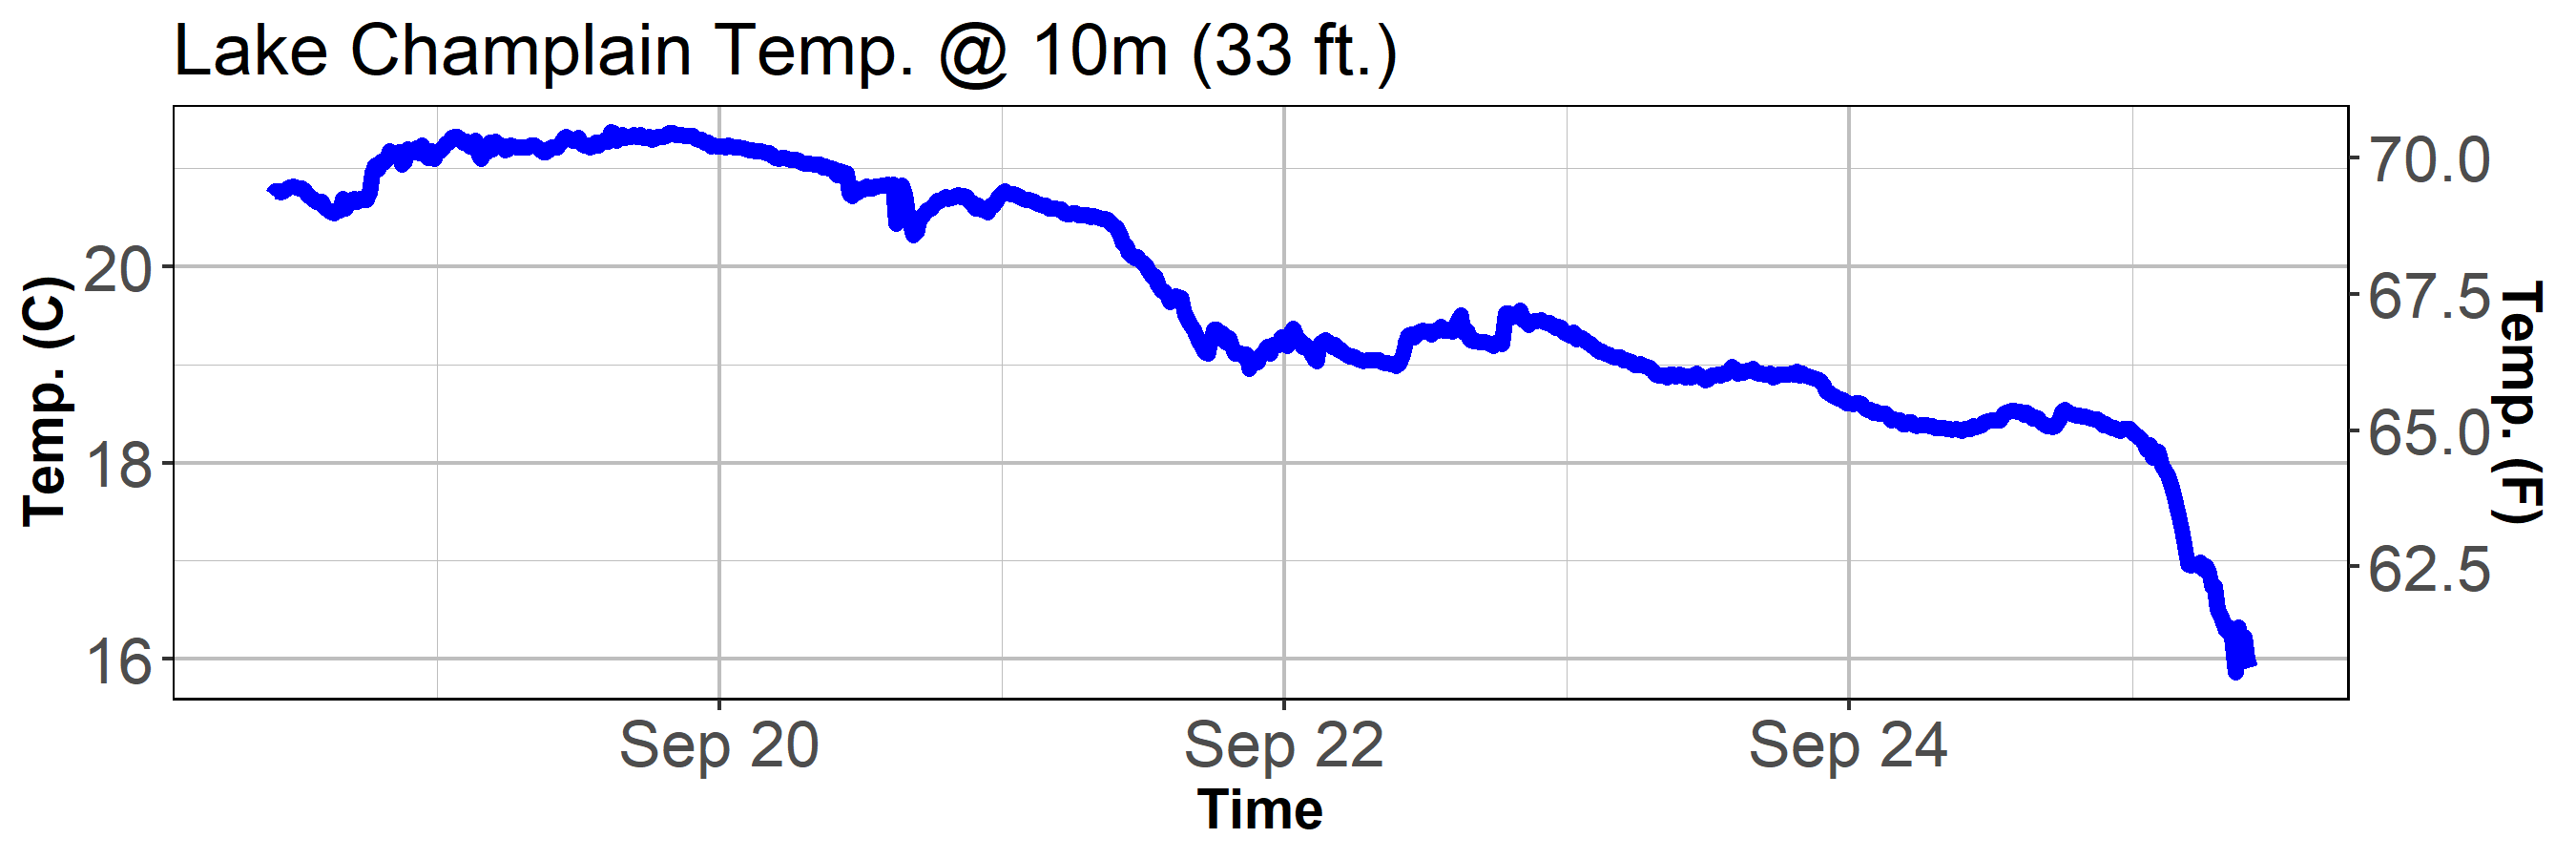 Lake Champlain Temp. @ 10m (33 ft.)
Temp. (C)
20
18
16
70.0
67.5
65.0
62.5
Temp. (F)
Sep 20
Sep 22
Sep 24
Time